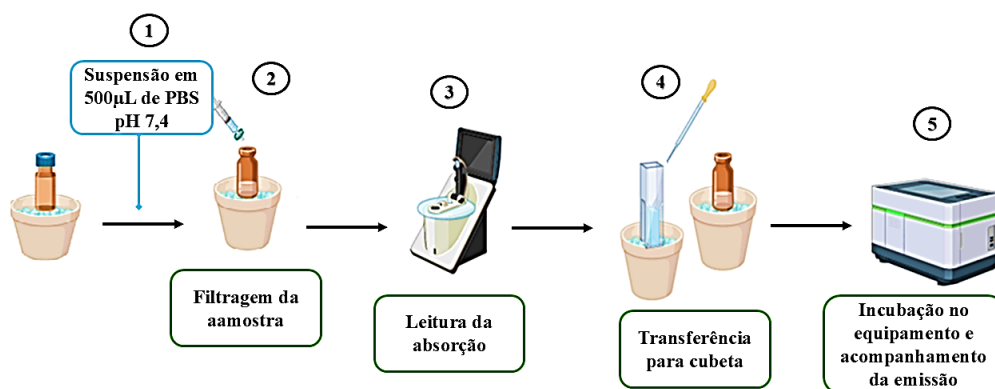 1
Suspensão em
500µL de PBS
pH 7,4
2
Filtragem da
aamostra
3
Leitura da
absorção
4
Transferência
para cubeta
5
Incubação no
equipamento e
acompanhamento
da emissão